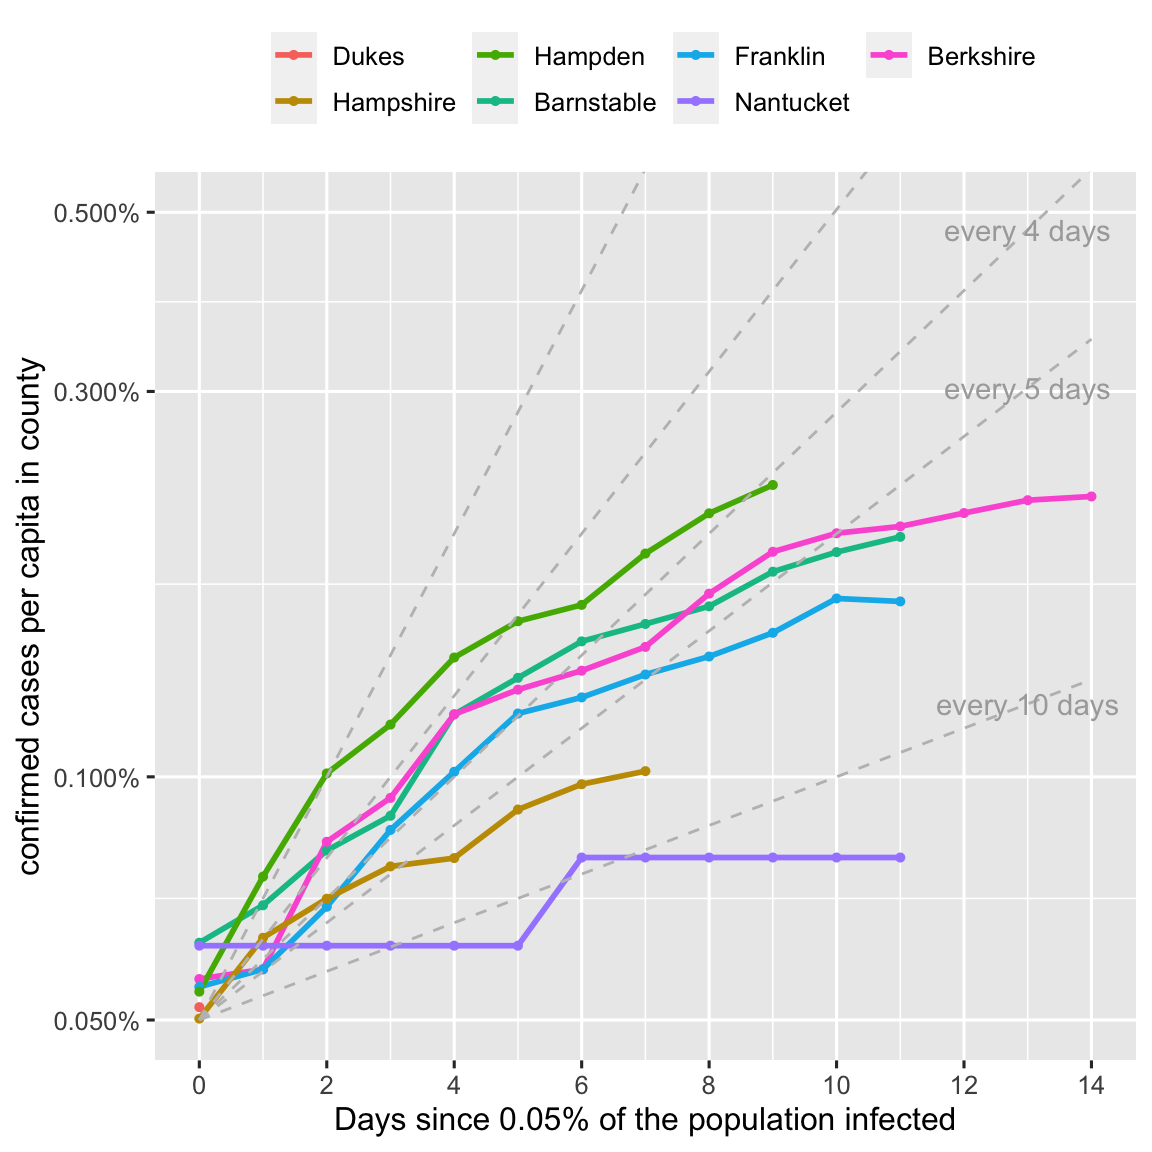 Dukes Hampden Franklin Berkshire
Hampshire Barnstable Nantucket
0.500%
every 4 days
0.300%
every 5 days
every 10 days
0.100%
0.050%
confirmed cases per capita in county
0 2 4 6 8 10 12 14
Days since 0.05% of the population infected